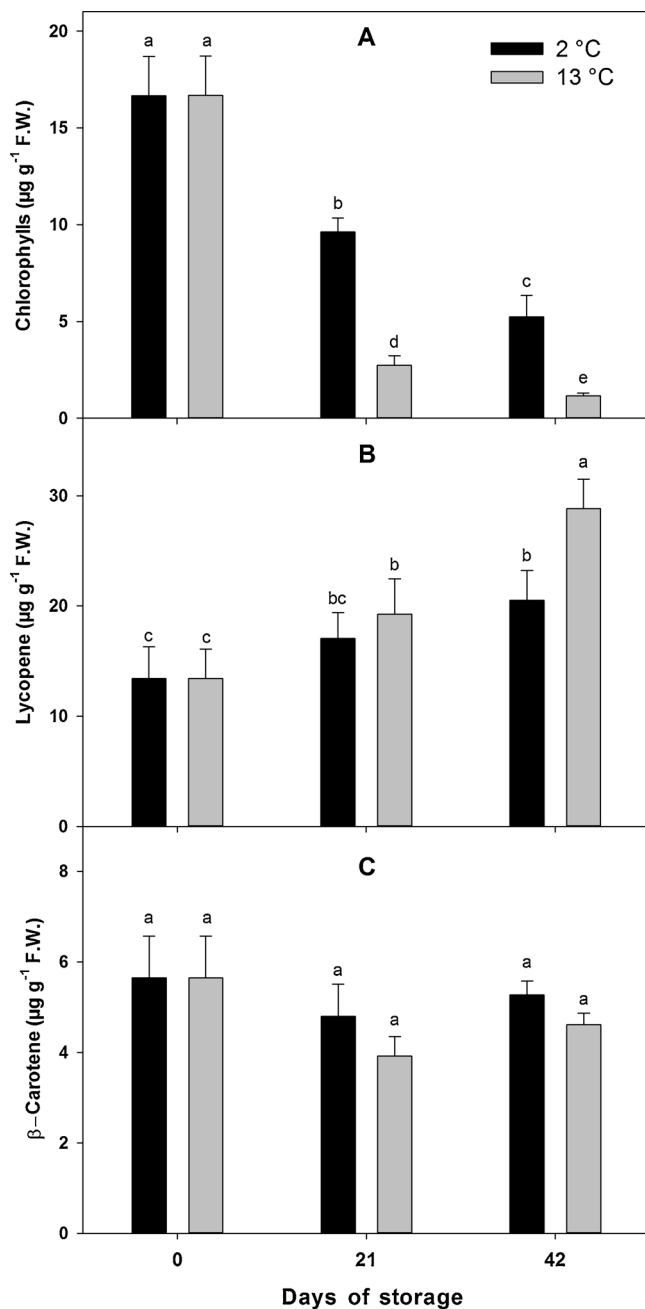 A
2 °C
13 °C
20
15
10
5
0
Chlorophylls (µg g⁻¹ F.W.)
a a
b
d
c
e
B
30
20
10
0
Lycopene (µg g⁻¹ F.W.)
c c
bc
b
b
a
C
8
6
4
2
0
β–Carotene (µg g⁻¹ F.W.)
a a
a
a
a
a
0 21 42
Days of storage